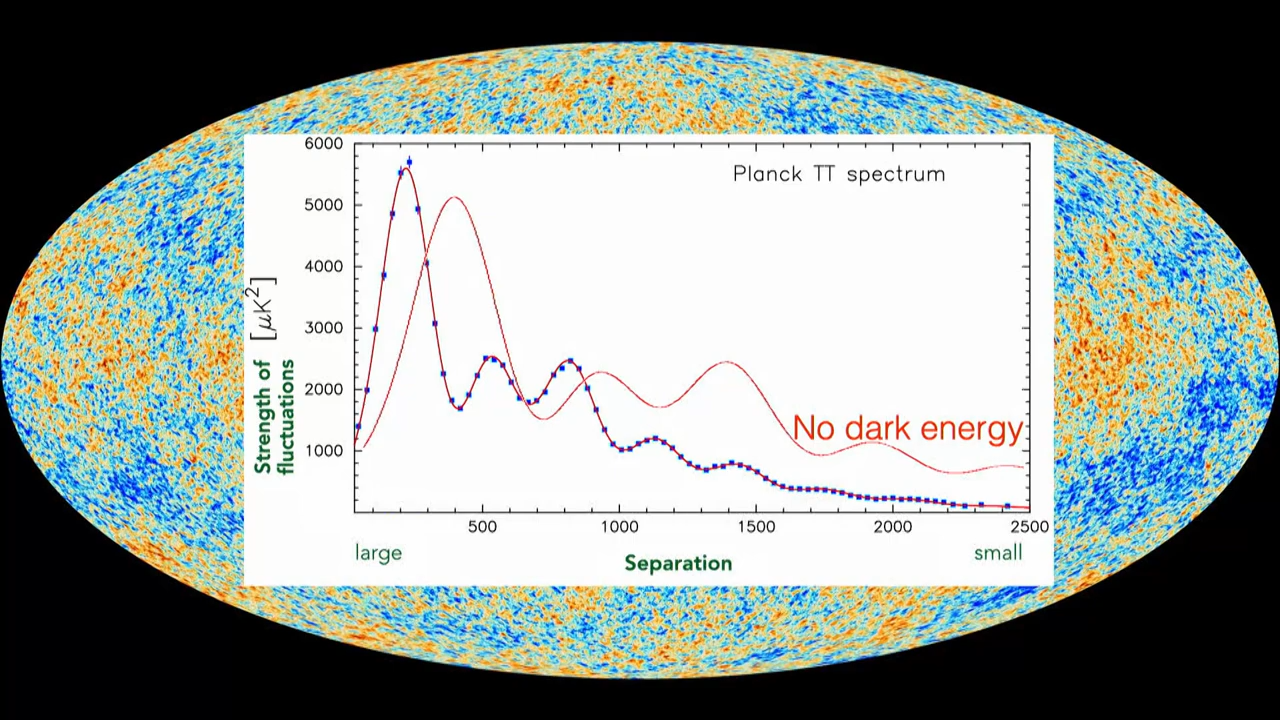 Planck TT spectrum
6000
5000
4000
3000
2000
1000
[μK²]
Strength of
fluctuations
No dark energy
500 1000 1500 2000 2500
large small
Separation